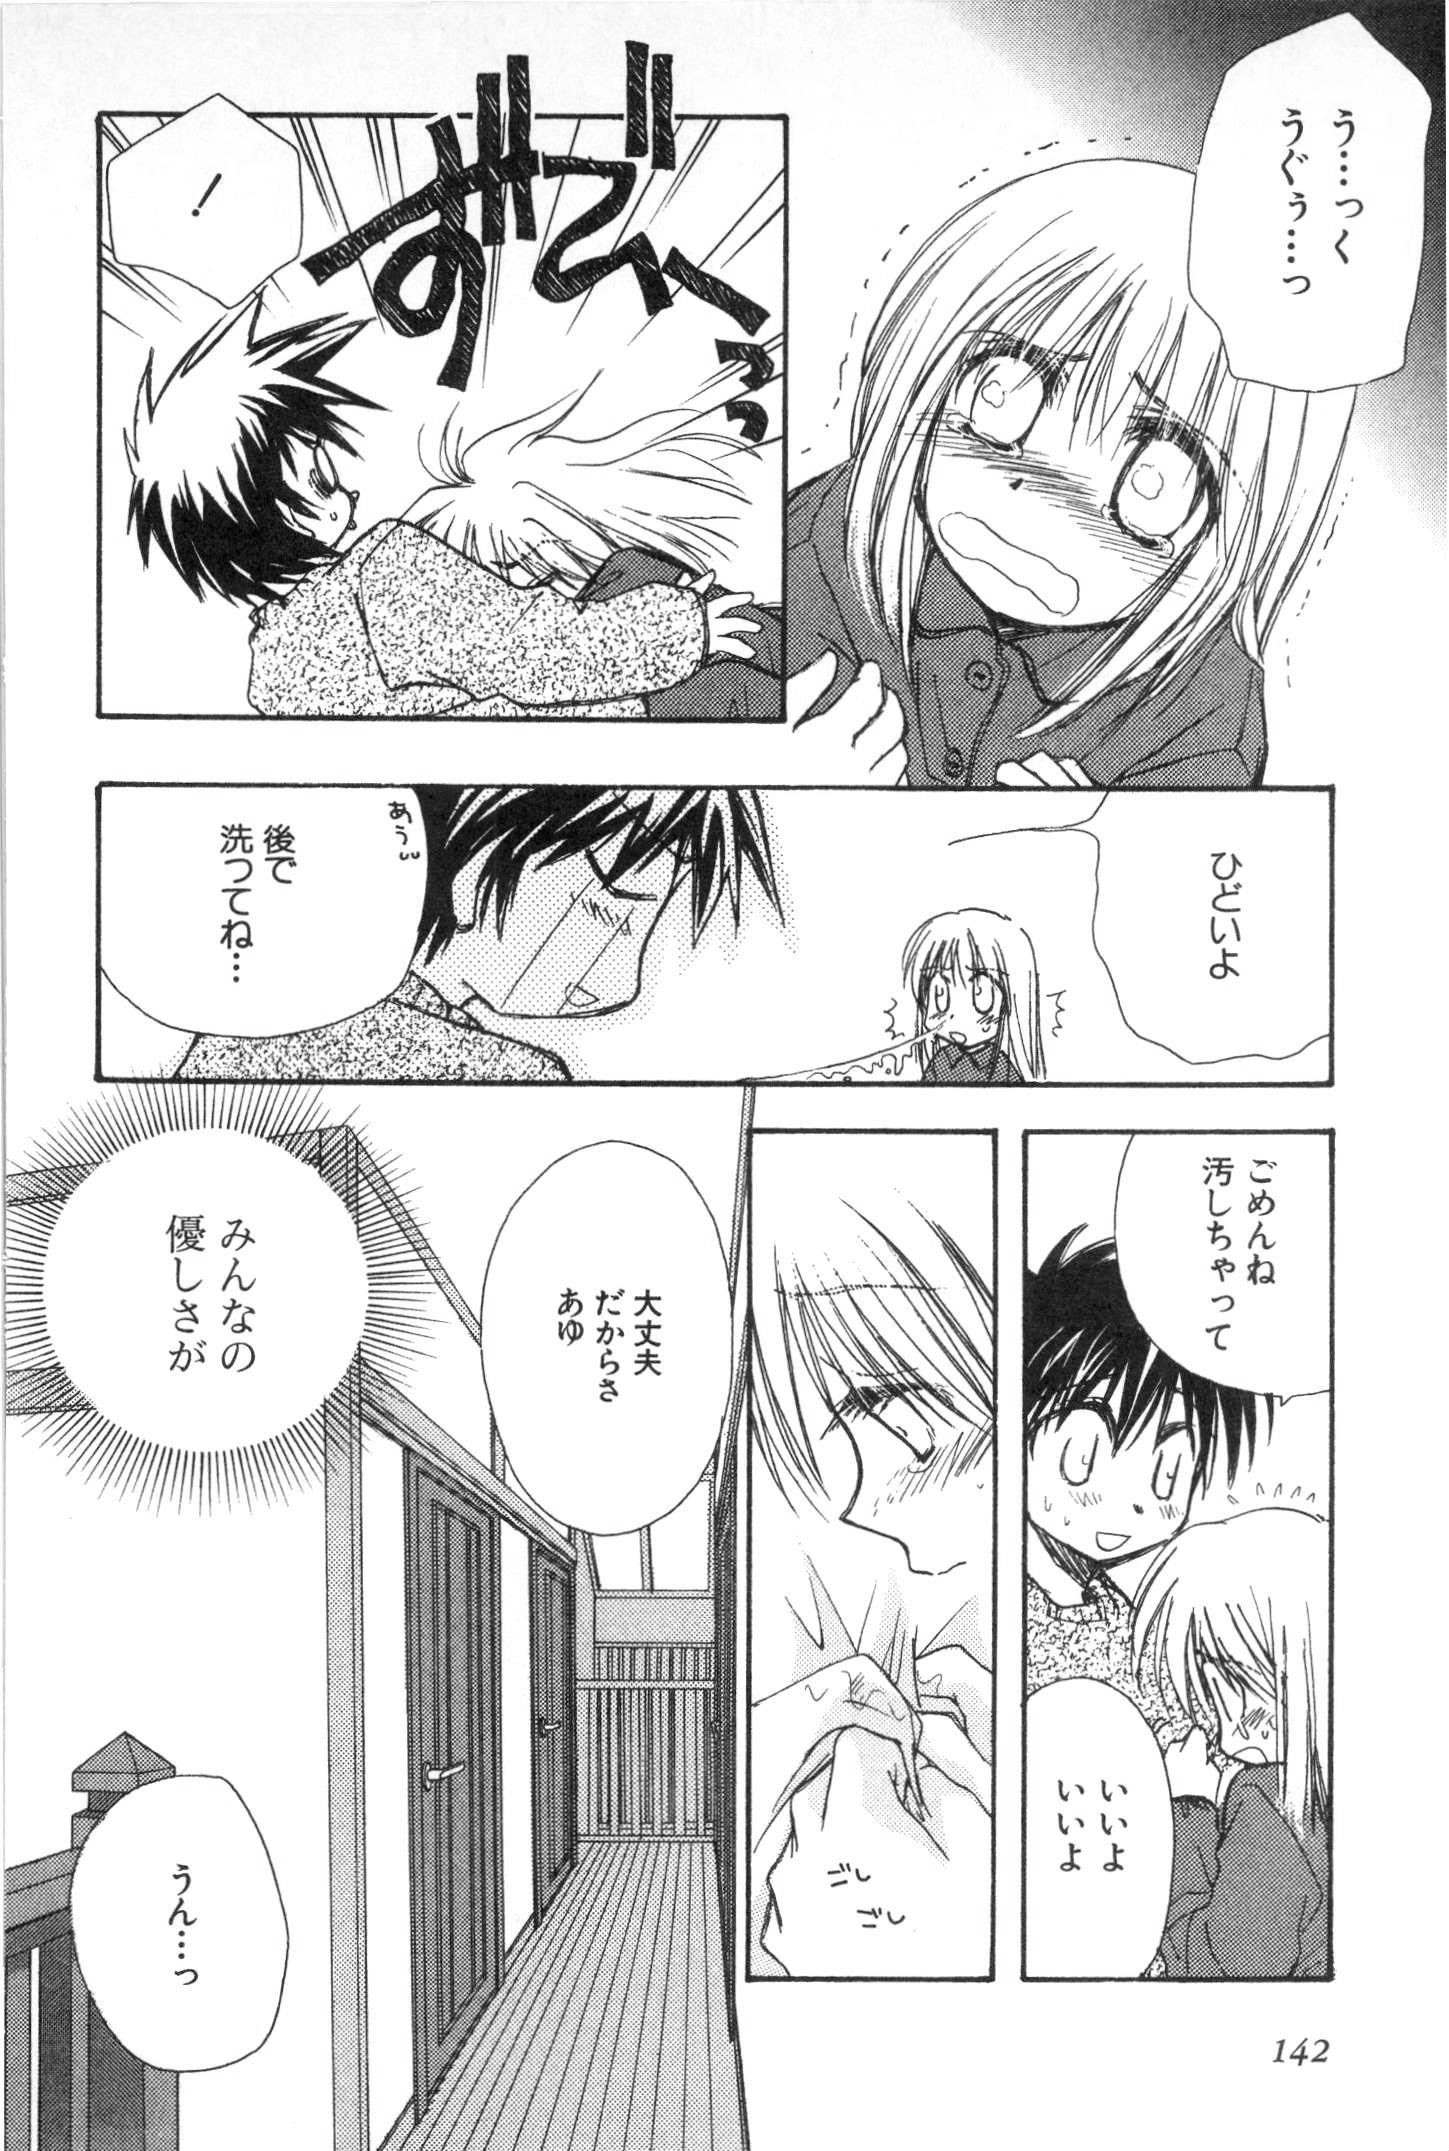 う…っく
うぐぅ…っ
ずびーっっ
！
ひどいよ
あぅ
後で
洗ってね…
ごめんね
汚しちゃって
いいよ
いいよ
ごし
ごし
大丈夫
だからさ
あゆ
みんなの
優しさが
うん…っ
142